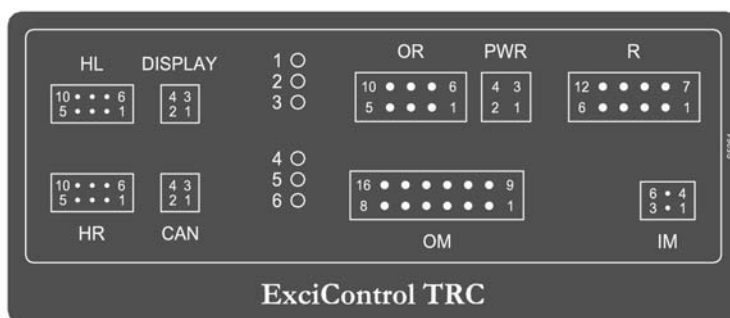 HL DISPLAY 1 OR PWR R
2
10 6 4 3 3 10 6 4 3 12 7
5 1 2 1 5 1 2 1 6 1
4
10 6 4 3 5 16 9 6 4
5 1 2 1 6 8 1 3 1
HR CAN OM IM
ExciControl TRC